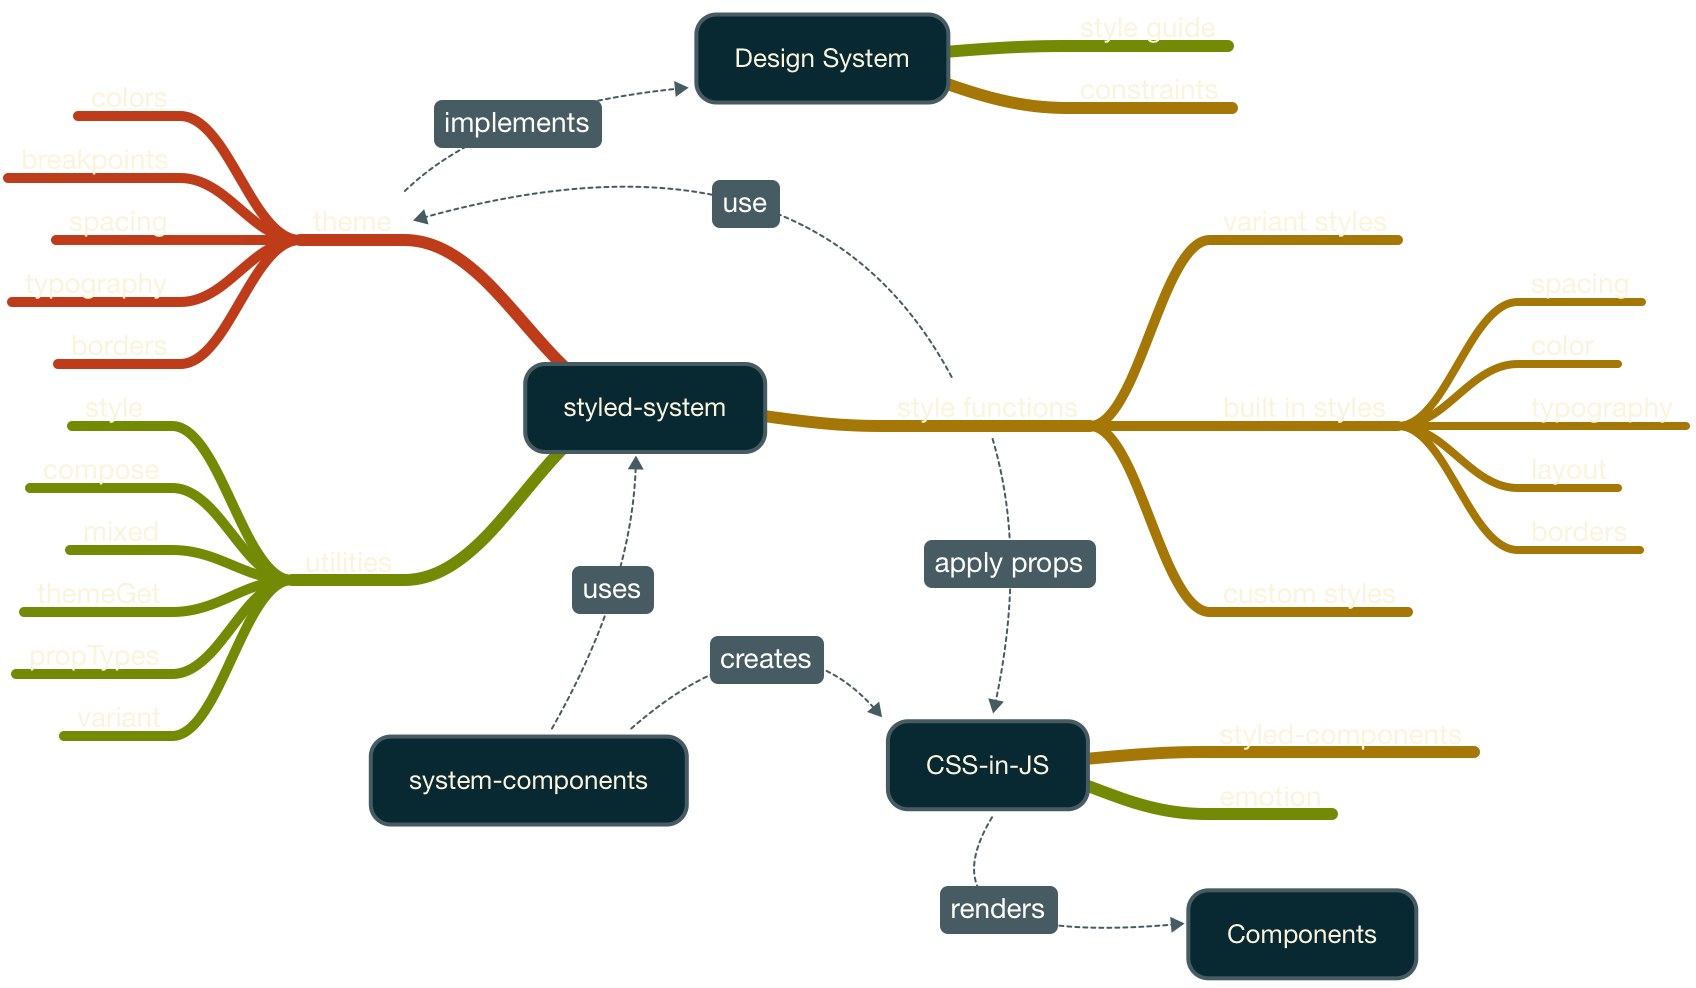 Design System
style guide
constraints
implements
use
colors
breakpoints
spacing
typography
borders
theme
styled-system
style
compose
mixed
themeGet
propTypes
variant
utilities
style functions
variant styles
built in styles
custom styles
spacing
color
typography
layout
borders
uses
apply props
creates
system-components
CSS-in-JS
styled-components
emotion
renders
Components